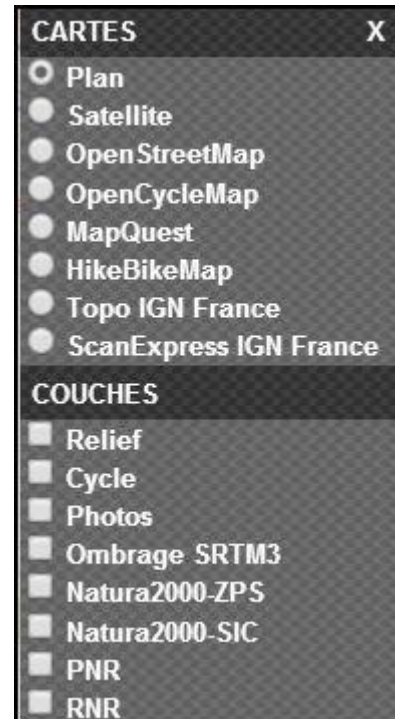 CARTES X
Plan
Satellite
OpenStreetMap
OpenCycleMap
MapQuest
HikeBikeMap
Topo IGN France
ScanExpress IGN France
COUCHES
Relief
Cycle
Photos
Ombrage SRTM3
Natura2000-ZPS
Natura2000-SIC
PNR
RNR